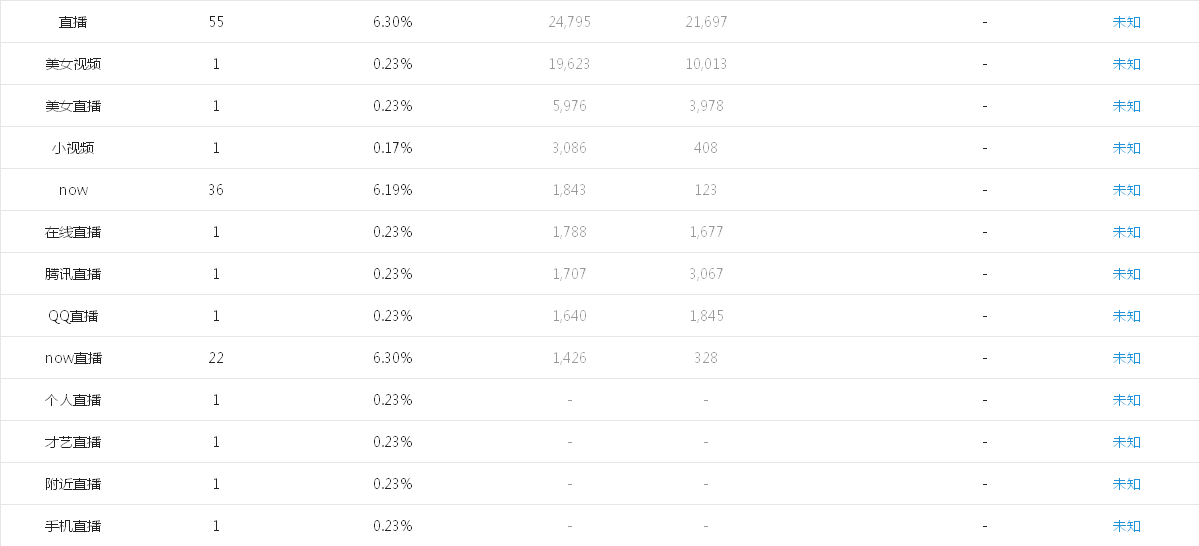 直播 55 6.30% 24,795 21,697 - 未知
美女视频 1 0.23% 19,623 10,013 - 未知
美女直播 1 0.23% 5,976 3,978 - 未知
小视频 1 0.17% 3,086 408 - 未知
now 36 6.19% 1,843 123 - 未知
在线直播 1 0.23% 1,788 1,677 - 未知
腾讯直播 1 0.23% 1,707 3,067 - 未知
QQ直播 1 0.23% 1,640 1,845 - 未知
now直播 22 6.30% 1,426 328 - 未知
个人直播 1 0.23% - - - 未知
才艺直播 1 0.23% - - - 未知
附近直播 1 0.23% - - - 未知
手机直播 1 0.23% - - - 未知